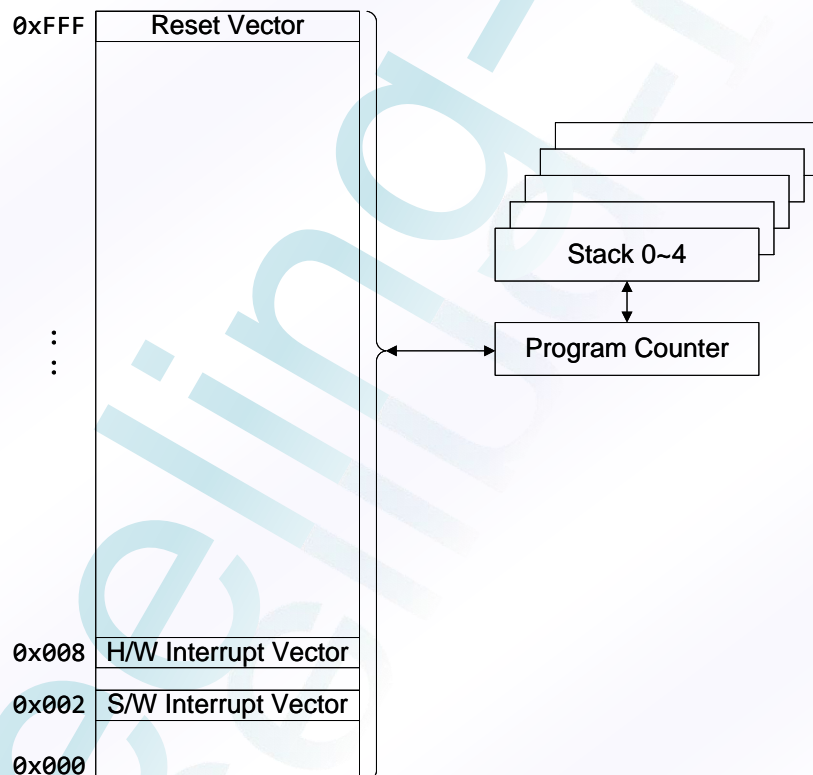 0xFFF Reset Vector
Stack 0~4
Program Counter
:
:
0x008 H/W Interrupt Vector
0x002 S/W Interrupt Vector
0x000